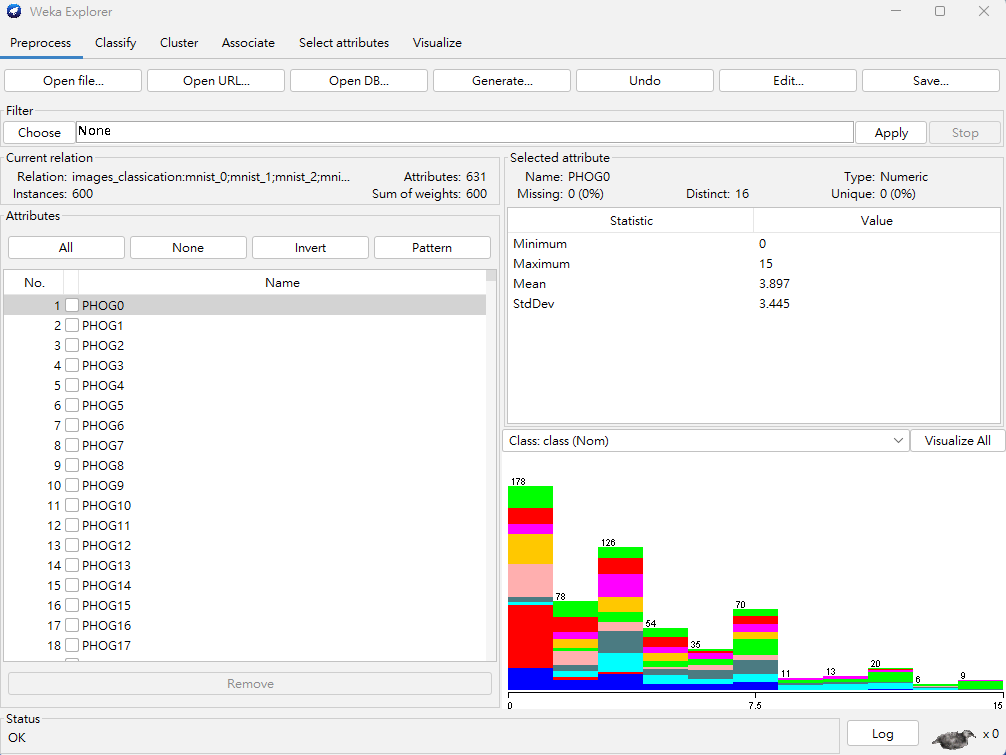 Weka Explorer
Preprocess Classify Cluster Associate Select attributes Visualize
Open file... Open URL... Open DB... Generate... Undo Edit... Save...
Filter
Choose None Apply Stop
Current relation
Relation: images_classication:mnist_0;mnist_1;mnist_2;mni... Attributes: 631
Instances: 600 Sum of weights: 600
Attributes
All None Invert Pattern
No. Name
1 PHOG0
2 PHOG1
3 PHOG2
4 PHOG3
5 PHOG4
6 PHOG5
7 PHOG6
8 PHOG7
9 PHOG8
10 PHOG9
11 PHOG10
12 PHOG11
13 PHOG12
14 PHOG13
15 PHOG14
16 PHOG15
17 PHOG16
18 PHOG17
Remove
Selected attribute
Name: PHOG0 Type: Numeric
Missing: 0 (0%) Distinct: 16 Unique: 0 (0%)
Statistic Value
Minimum 0
Maximum 15
Mean 3.897
StdDev 3.445
Class: class (Nom) Visualize All
178
78
126
54
35
70
11
13
20
6
9
0 7.5 15
Status
OK
Log x 0